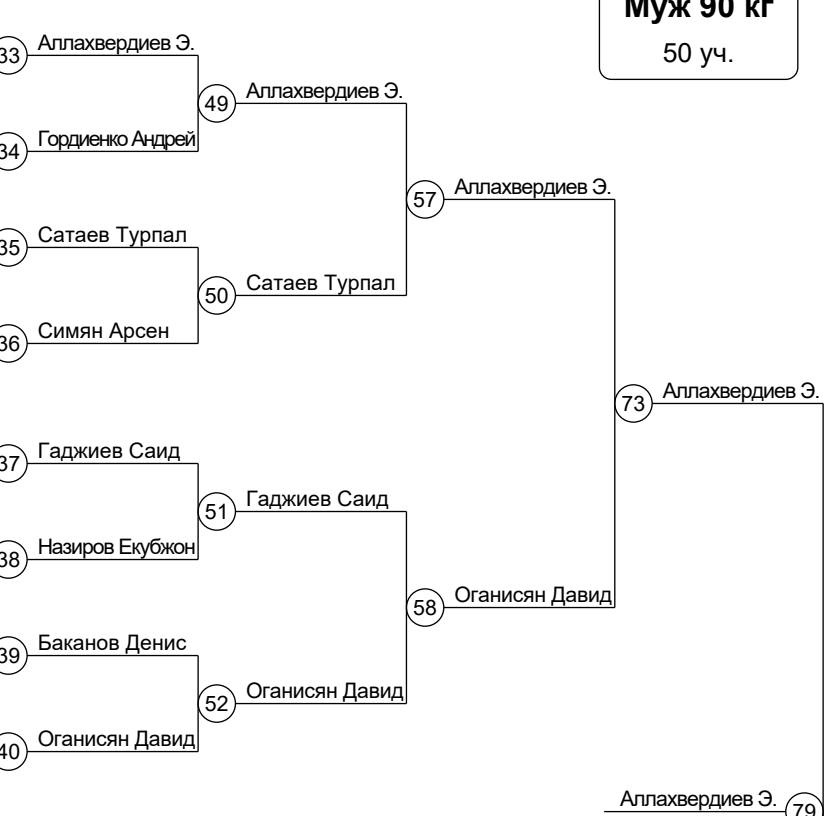 Муж 90 кг
50 уч.
33 Аллахвердиев Э.
49 Аллахвердиев Э.
34 Гордиенко Андрей
57 Аллахвердиев Э.
35 Сатаев Турпал
50 Сатаев Турпал
36 Симян Арсен
73 Аллахвердиев Э.
37 Гаджиев Саид
51 Гаджиев Саид
38 Назиров Екубжон
58 Оганисян Давид
39 Баканов Денис
52 Оганисян Давид
40 Оганисян Давид
Аллахвердиев Э. 79